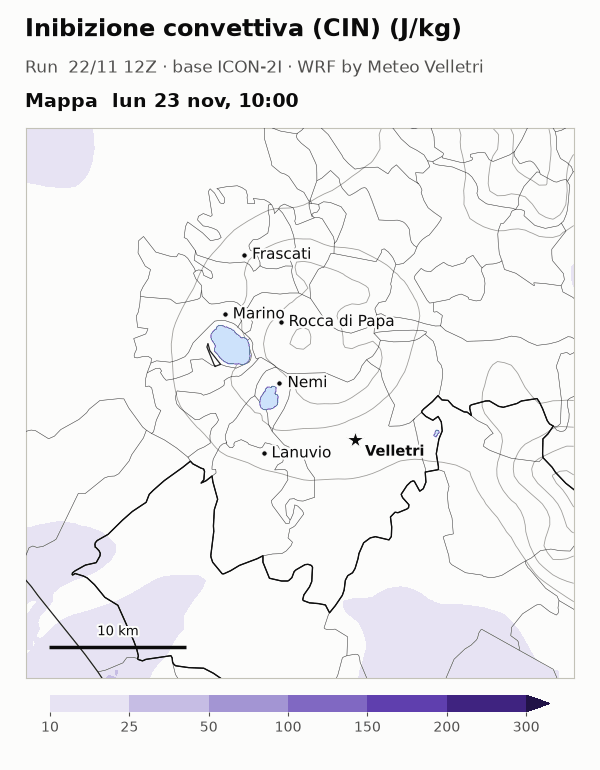 Inibizione convettiva (CIN) (J/kg)
Run  22/11 12Z · base ICON-2I · WRF by Meteo Velletri
Mappa  lun 23 nov, 10:00
Frascati
Marino
Rocca di Papa
Nemi
Velletri
Lanuvio
10 km
10 25 50 100 150 200 300